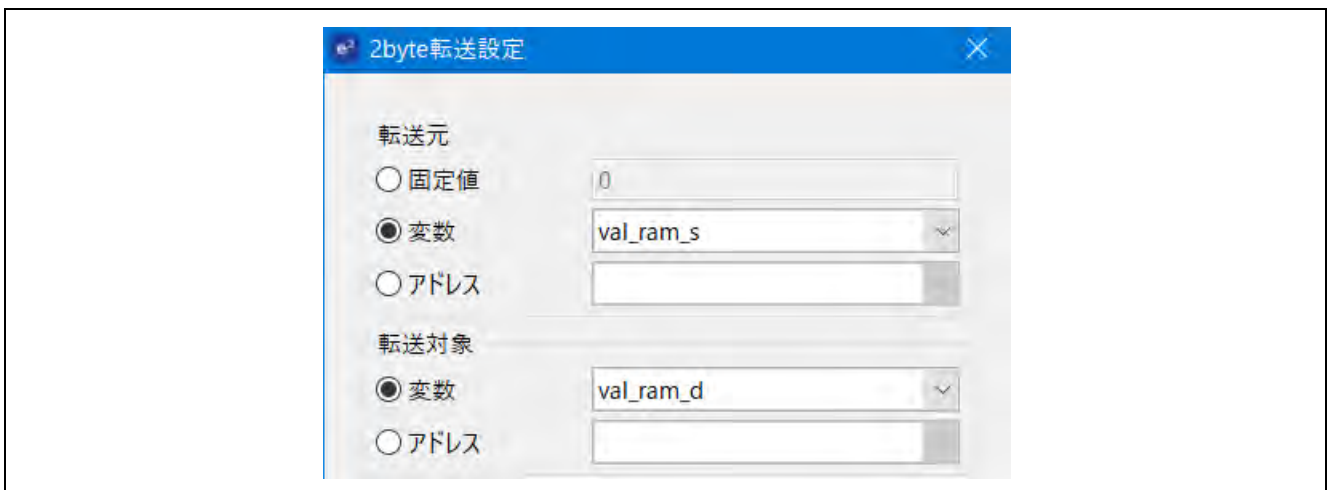 e² 2byte転送設定
転送元
固定値 0
変数 val_ram_s
アドレス
転送対象
変数 val_ram_d
アドレス